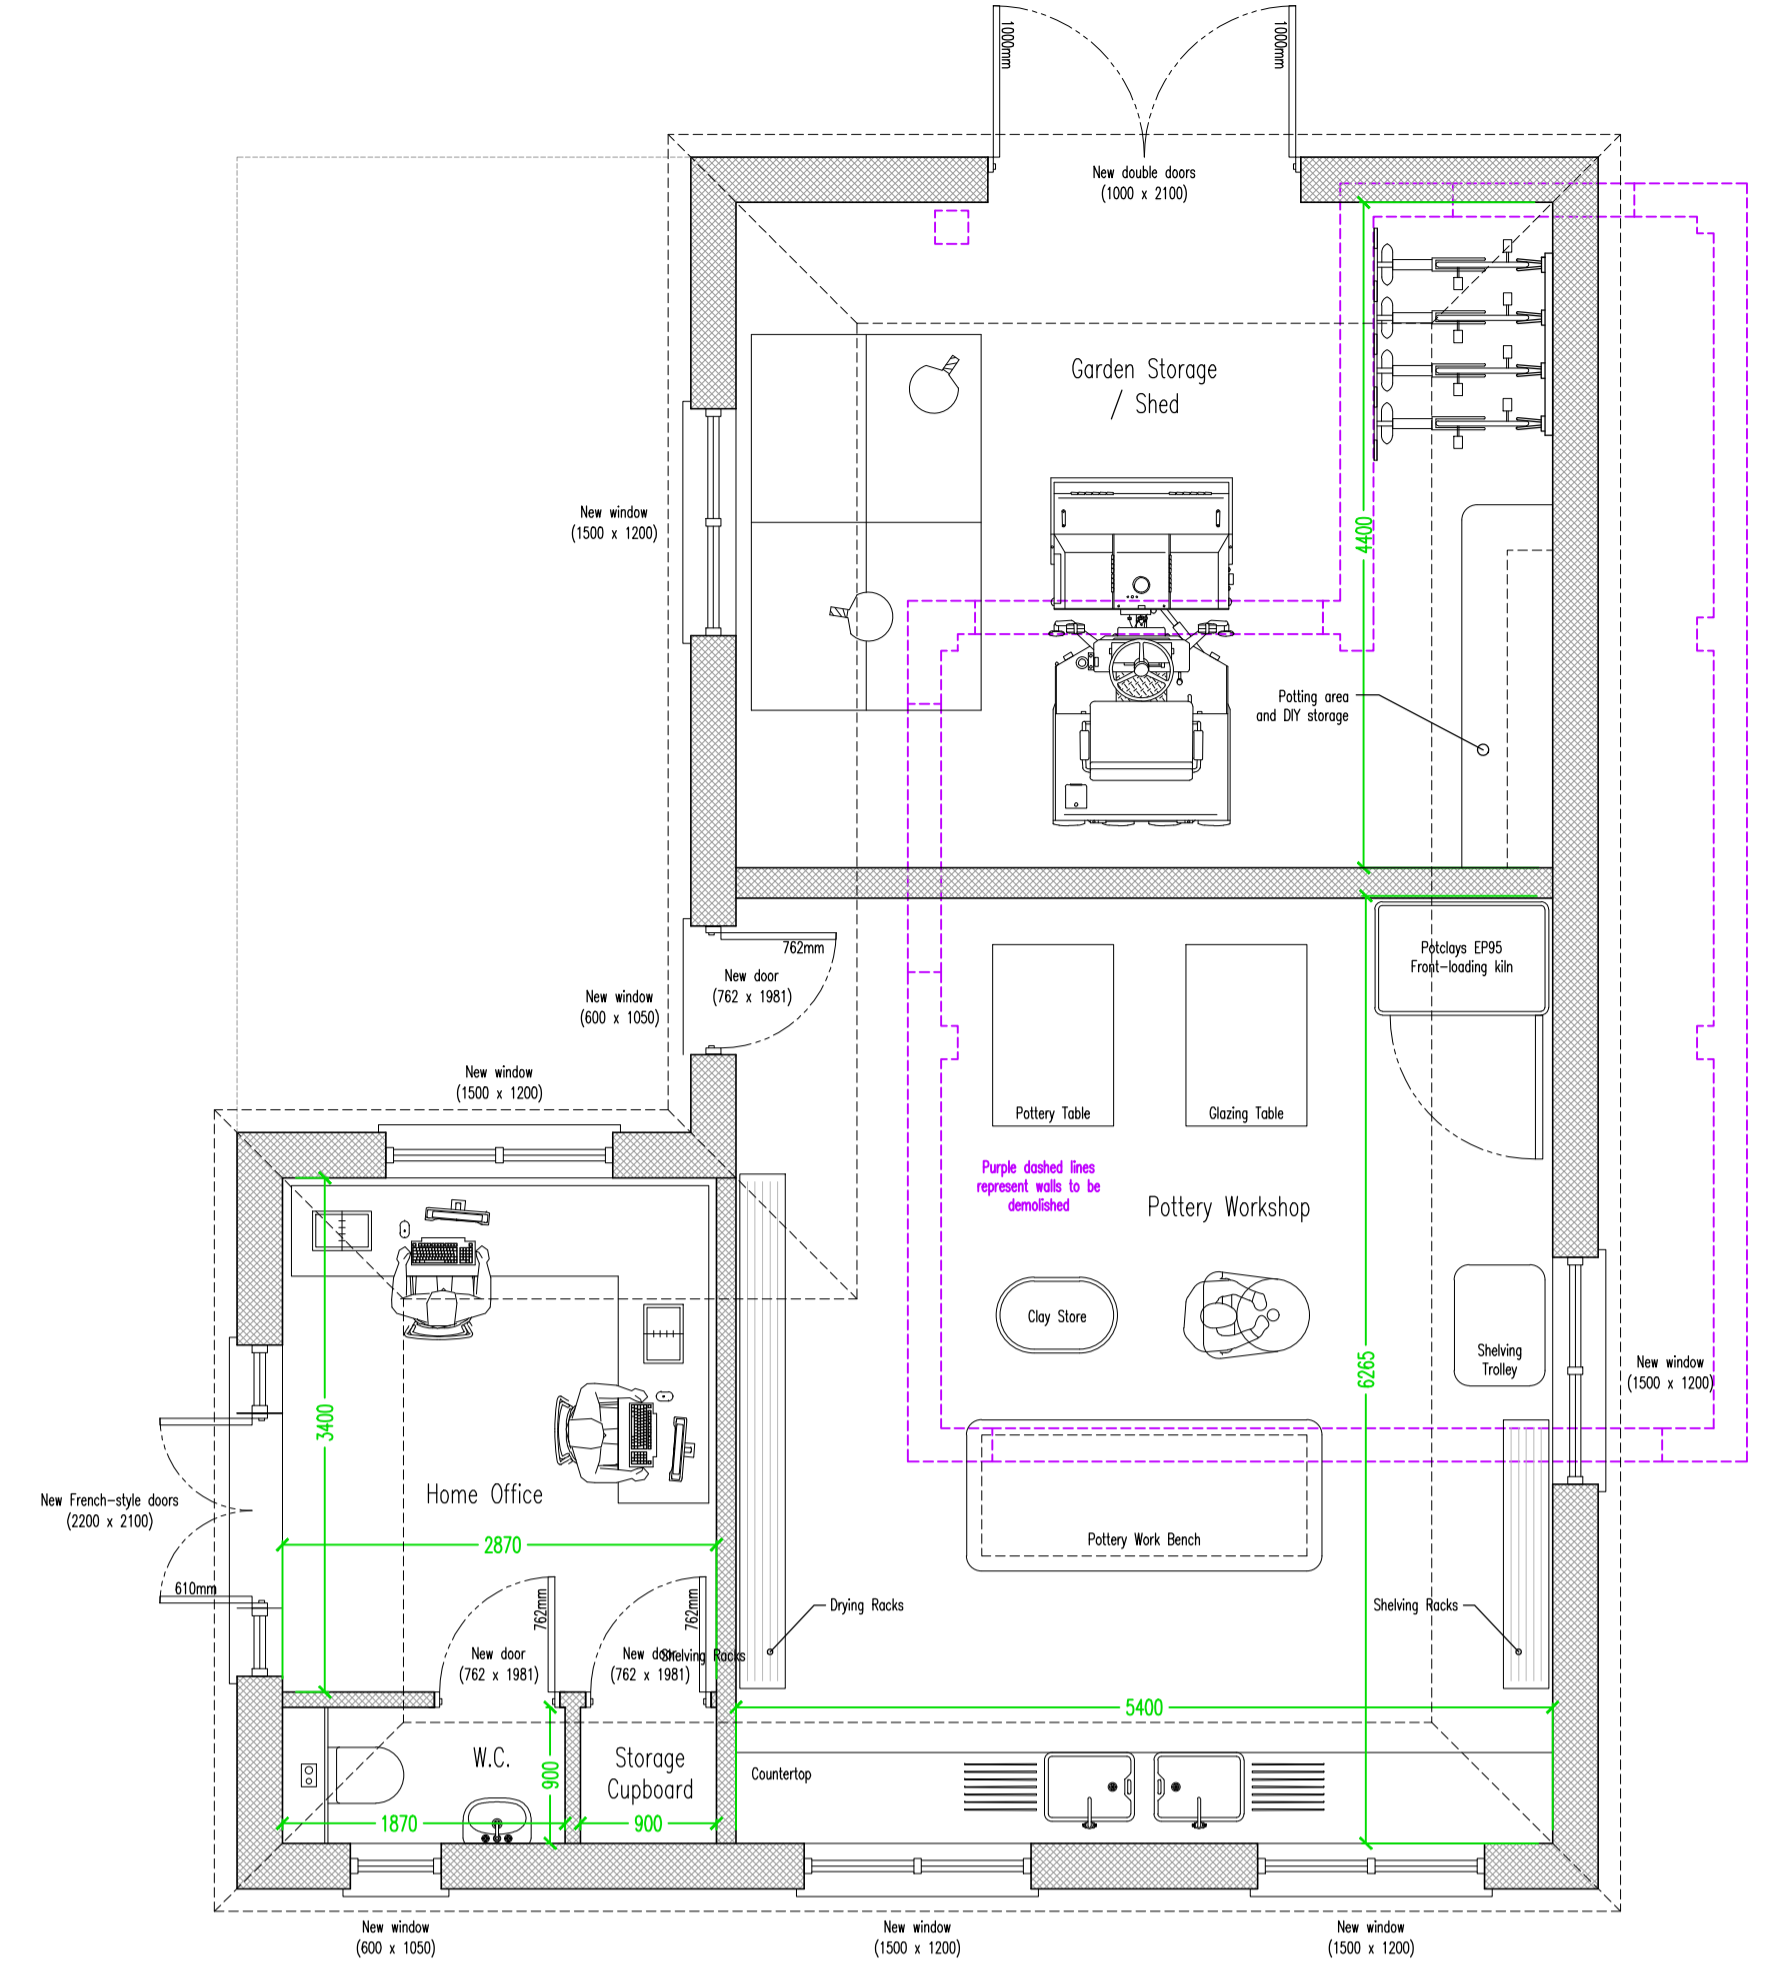 1000mm
1000mm
New double doors
(1000 x 2100)
Garden Storage
/ Shed
New window
(1500 x 1200)
4400
Potting area
and DIY storage
762mm
New door
(762 x 1981)
New window
(600 x 1050)
Potclays EP95
Front-loading kiln
New window
(1500 x 1200)
Pottery Table
Glazing Table
Purple dashed lines
represent walls to be
demolished
Pottery Workshop
Clay Store
Shelving
Trolley
New window
(1500 x 1200)
6265
3400
Home Office
New French-style doors
(2200 x 2100)
2870
Pottery Work Bench
610mm
762mm
762mm
Drying Racks
Shelving Racks
New door
(762 x 1981)
New door
(762 x 1981)
Shelving Racks
5400
W.C.
Storage
Cupboard
900
Countertop
1870
900
New window
(600 x 1050)
New window
(1500 x 1200)
New window
(1500 x 1200)